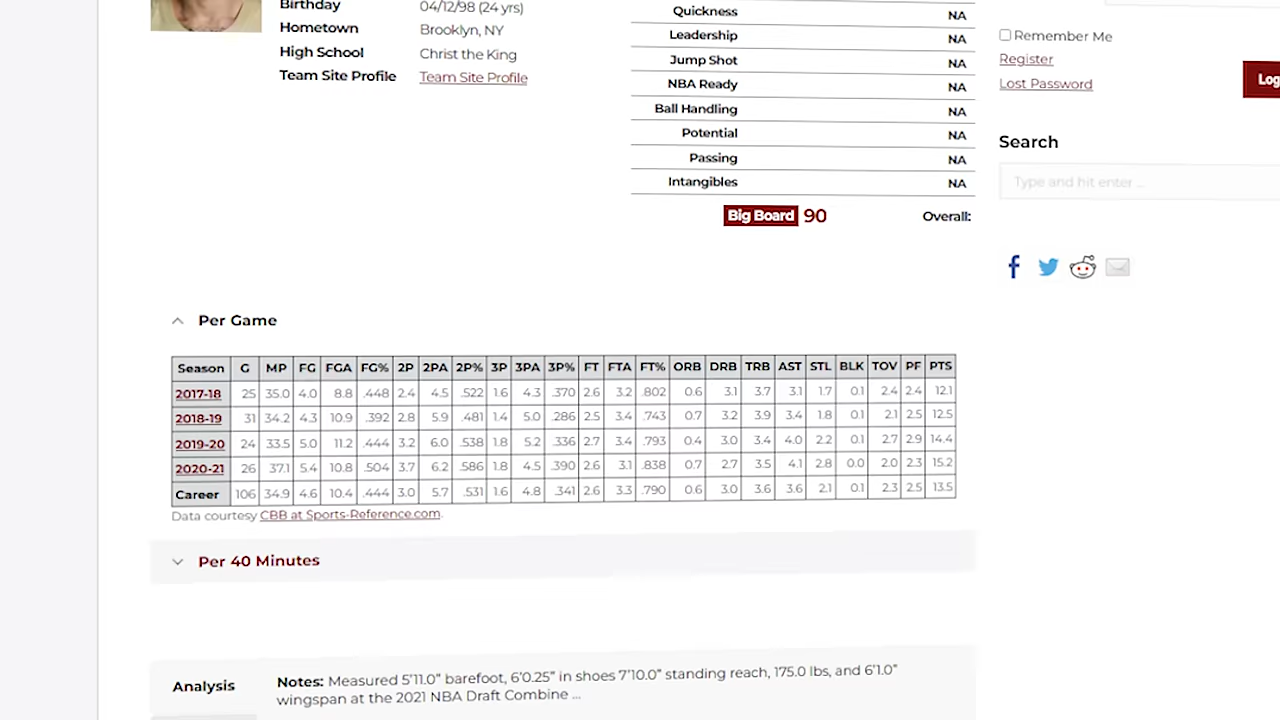 Birthday 04/12/98 (24 yrs)
Hometown Brooklyn, NY
High School Christ the King
Team Site Profile Team Site Profile
Quickness NA
Leadership NA
Jump Shot NA
NBA Ready NA
Ball Handling NA
Potential NA
Passing NA
Intangibles NA
Big Board 90 Overall:
Remember Me
Register
Lost Password
Log
Search
Type and hit enter ...
Per Game
Season G MP FG FGA FG% 2P 2PA 2P% 3P 3PA 3P% FT FTA FT% ORB DRB TRB AST STL BLK TOV PF PTS
2017-18 25 35.0 4.0 8.8 .448 2.4 4.5 .522 1.6 4.3 .370 2.6 3.2 .802 0.6 3.1 3.7 3.1 1.7 0.1 2.4 2.4 12.1
2018-19 31 34.2 4.3 10.9 .392 2.8 5.9 .481 1.4 5.0 .286 2.5 3.4 .743 0.7 3.2 3.9 3.4 1.8 0.1 2.1 2.5 12.5
2019-20 24 33.5 5.0 11.2 .444 3.2 6.0 .538 1.8 5.2 .336 2.7 3.4 .793 0.4 3.0 3.4 4.0 2.2 0.1 2.7 2.9 14.4
2020-21 26 37.1 5.4 10.8 .504 3.7 6.2 .586 1.8 4.5 .390 2.6 3.1 .838 0.7 2.7 3.5 4.1 2.8 0.0 2.0 2.3 15.2
Career 106 34.9 4.6 10.4 .444 3.0 5.7 .531 1.6 4.8 .341 2.6 3.3 .790 0.6 3.0 3.6 3.6 2.1 0.1 2.3 2.5 13.5
Data courtesy CBB at Sports-Reference.com.
Per 40 Minutes
Analysis
Notes: Measured 5'11.0" barefoot, 6'0.25" in shoes 7'10.0" standing reach, 175.0 lbs, and 6'1.0"
wingspan at the 2021 NBA Draft Combine ...